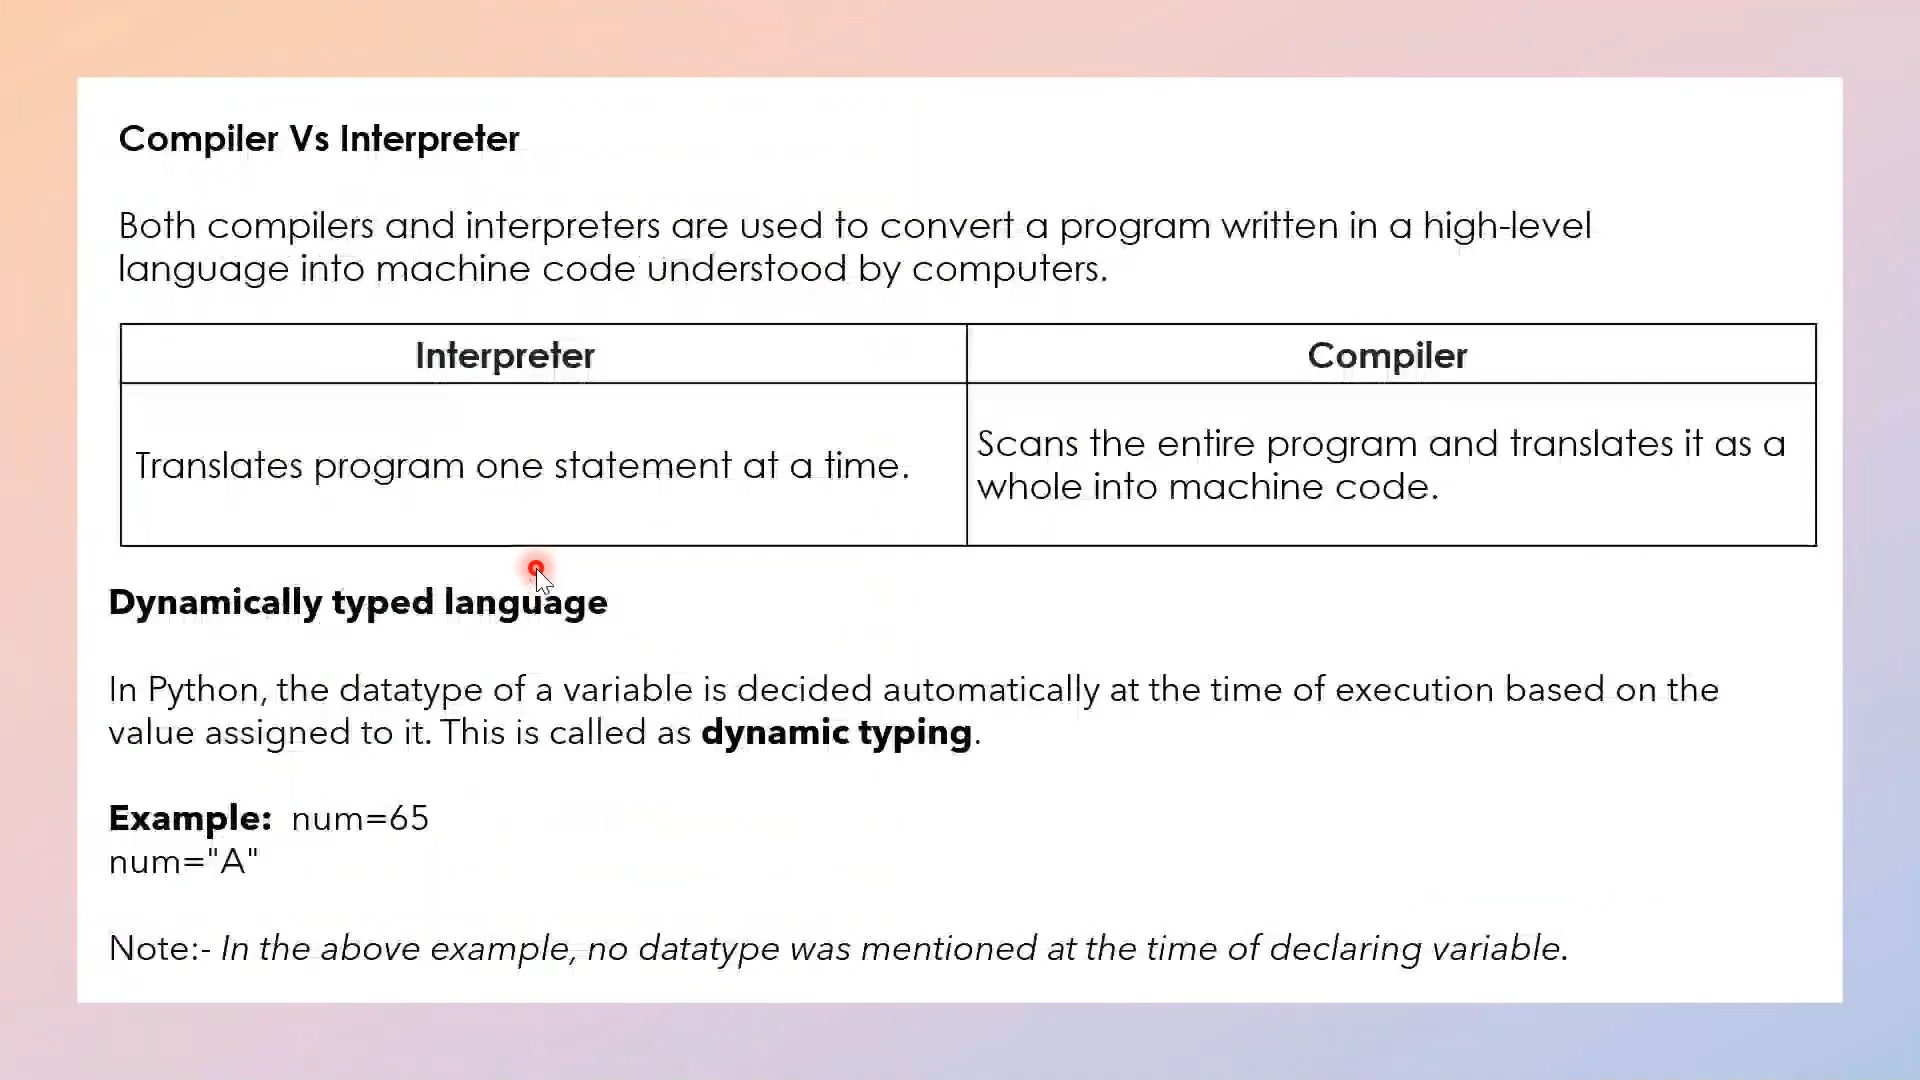 Compiler Vs Interpreter
Both compilers and interpreters are used to convert a program written in a high-level
language into machine code understood by computers.
Interpreter
Compiler
Translates program one statement at a time.
Scans the entire program and translates it as a
whole into machine code.
Dynamically typed language
In Python, the datatype of a variable is decided automatically at the time of execution based on the
value assigned to it. This is called as dynamic typing.
Example:  num=65
num="A"
Note:- In the above example, no datatype was mentioned at the time of declaring variable.